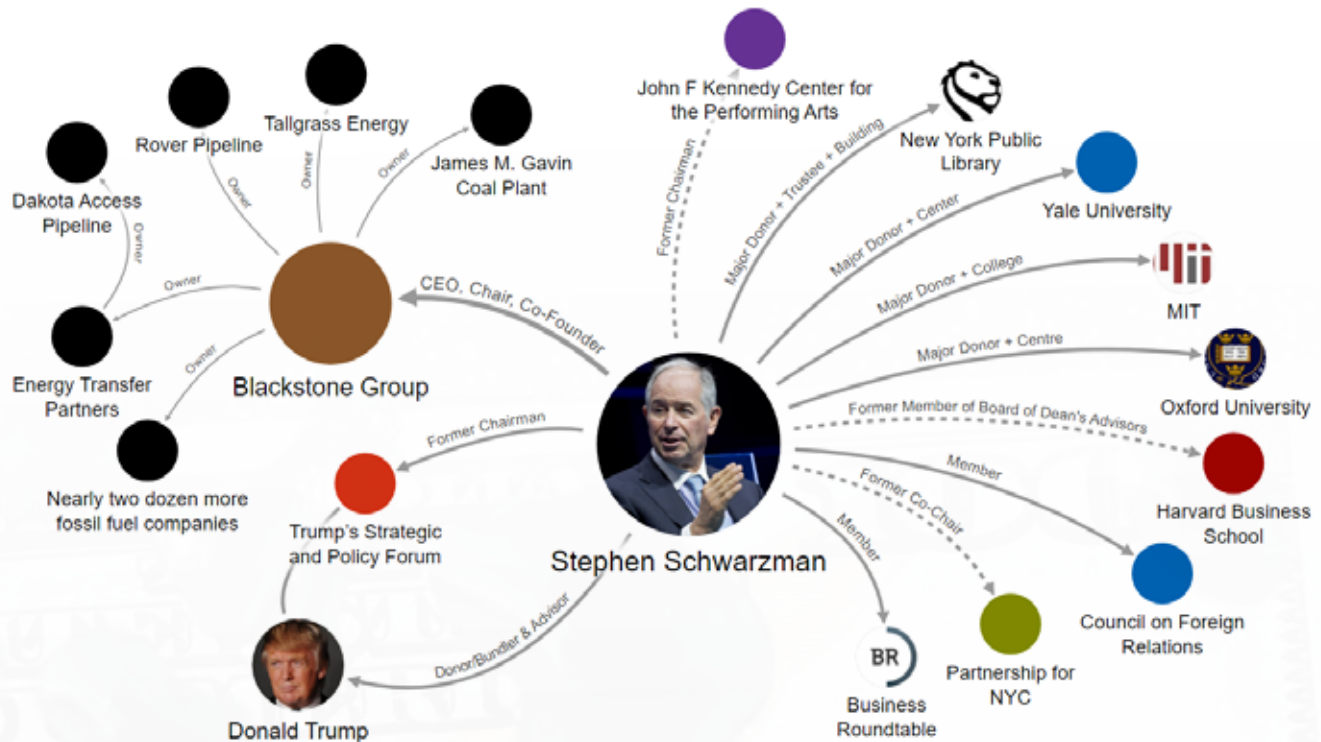 John F Kennedy Center for
the Performing Arts
New York Public
Library
Yale University
MIT
Oxford University
Harvard Business
School
Council on Foreign
Relations
Partnership for
NYC
BR
Business
Roundtable
Tallgrass Energy
Rover Pipeline
James M. Gavin
Coal Plant
Dakota Access
Pipeline
Energy Transfer
Partners
Blackstone Group
Nearly two dozen more
fossil fuel companies
Trump's Strategic
and Policy Forum
Stephen Schwarzman
Donald Trump
Owner
Owner
Owner
Owner
Owner
Owner
CEO, Chair, Co-Founder
Former Chairman
Donor/Bundler & Advisor
Former Chairman
Major Donor + Trustee + Building
Major Donor + Center
Major Donor + College
Major Donor + Centre
Former Member of Board of Dean's Advisors
Member
Former Co-Chair
Member